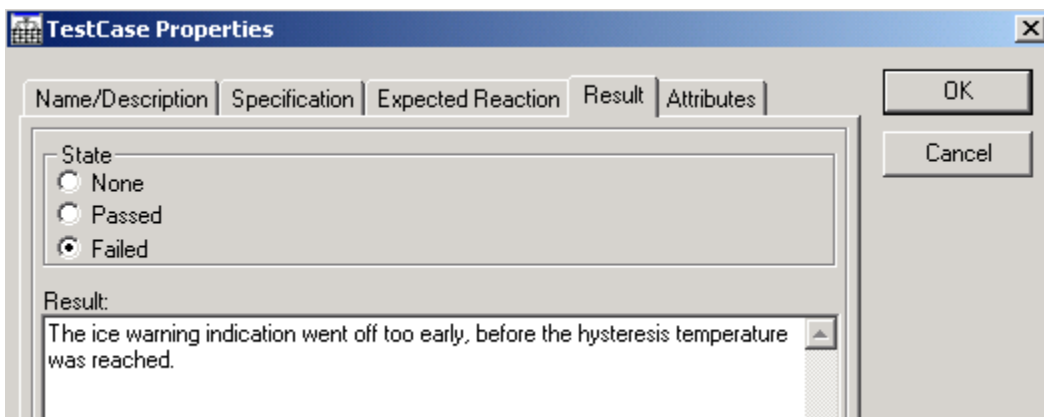 TestCase Properties
Name/Description Specification Expected Reaction Result Attributes
OK
State
Cancel
None
Passed
Failed
Result:
The ice warning indication went off too early, before the hysteresis temperature
was reached.